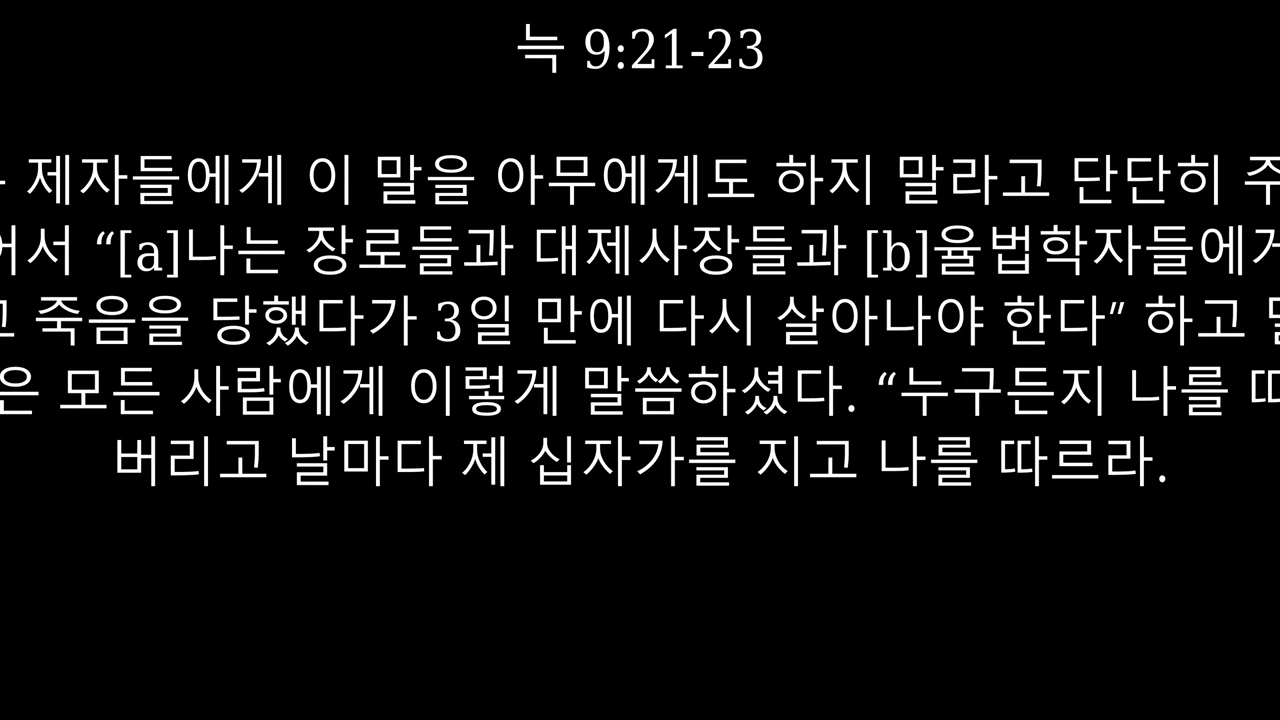 늑 9:21-23
제자들에게 이 말을 아무에게도 하지 말라고 단단히
“[a]나는 장로들과 대제사장들과 [b]율법학자들에게
죽음을 당했다가 3일 만에 다시 살아나야 한다” 하고
모든 사람에게 이렇게 말씀하셨다. “누구든지 나를
버리고 날마다 제 십자가를 지고 나를 따르라.